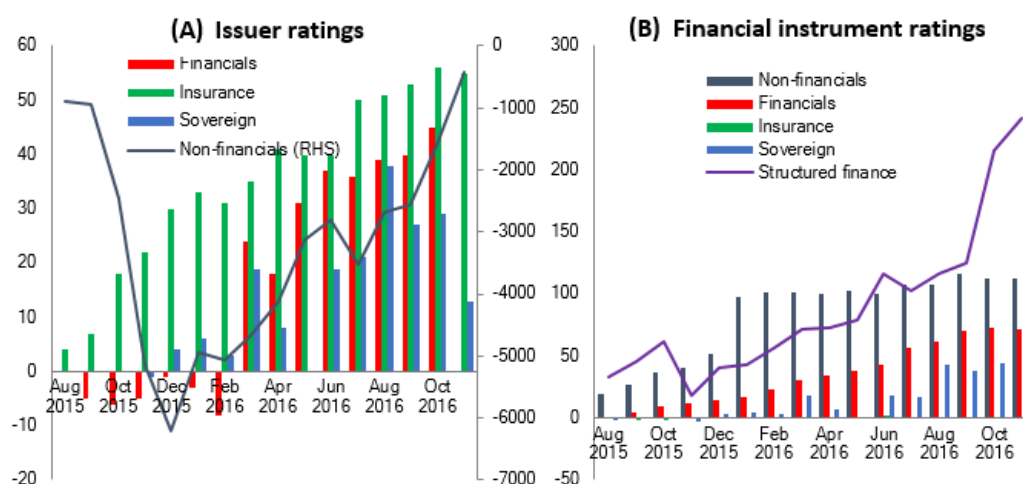 (A) Issuer ratings
60
50
40
30
20
10
0
-10
-20
Financials
Insurance
Sovereign
Non-financials (RHS)
0
-1000
-2000
-3000
-4000
-5000
-6000
-7000
Aug Oct Dec Feb Apr Jun Aug Oct
2015 2015 2015 2016 2016 2016 2016 2016
(B) Financial instrument ratings
300
250
200
150
100
50
0
-50
Non-financials
Financials
Insurance
Sovereign
Structured finance
Aug Oct Dec Feb Apr Jun Aug Oct
2015 2015 2015 2016 2016 2016 2016 2016